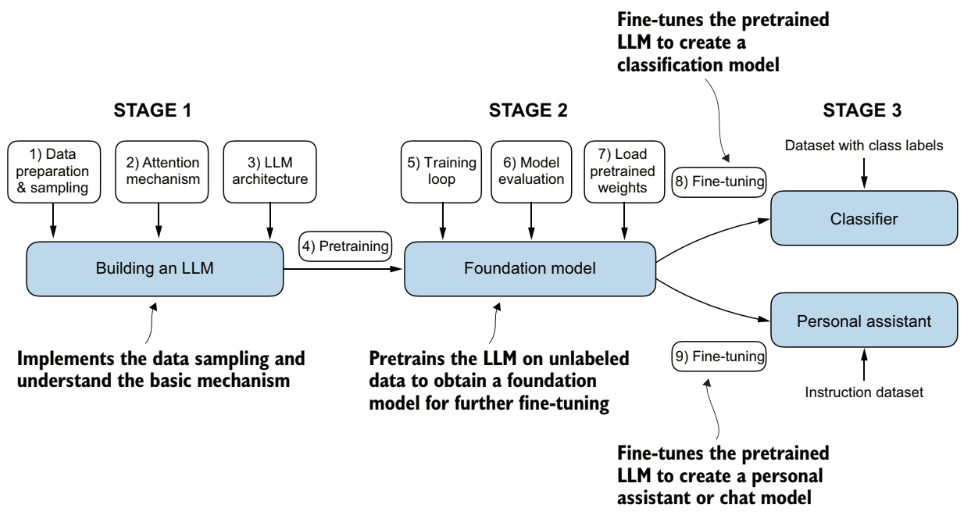 Fine-tunes the pretrained
LLM to create a
classification model
STAGE 1
STAGE 2
STAGE 3
1) Data
preparation
& sampling
2) Attention
mechanism
3) LLM
architecture
5) Training
loop
6) Model
evaluation
7) Load
pretrained
weights
8) Fine-tuning
Dataset with class labels
Classifier
4) Pretraining
Building an LLM
Foundation model
Personal assistant
Implements the data sampling and
understand the basic mechanism
Pretrains the LLM on unlabeled
data to obtain a foundation
model for further fine-tuning
9) Fine-tuning
Instruction dataset
Fine-tunes the pretrained
LLM to create a personal
assistant or chat model